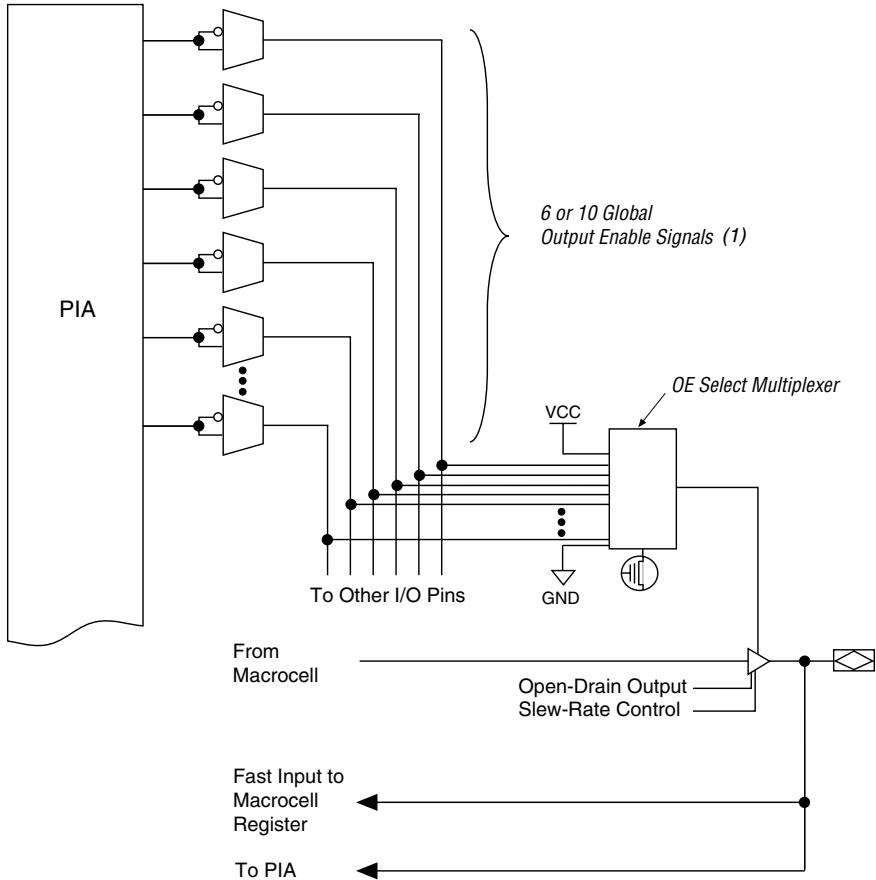 PIA
6 or 10 Global
Output Enable Signals (1)
OE Select Multiplexer
VCC
GND
To Other I/O Pins
From
Macrocell
Open-Drain Output
Slew-Rate Control
Fast Input to
Macrocell
Register
To PIA